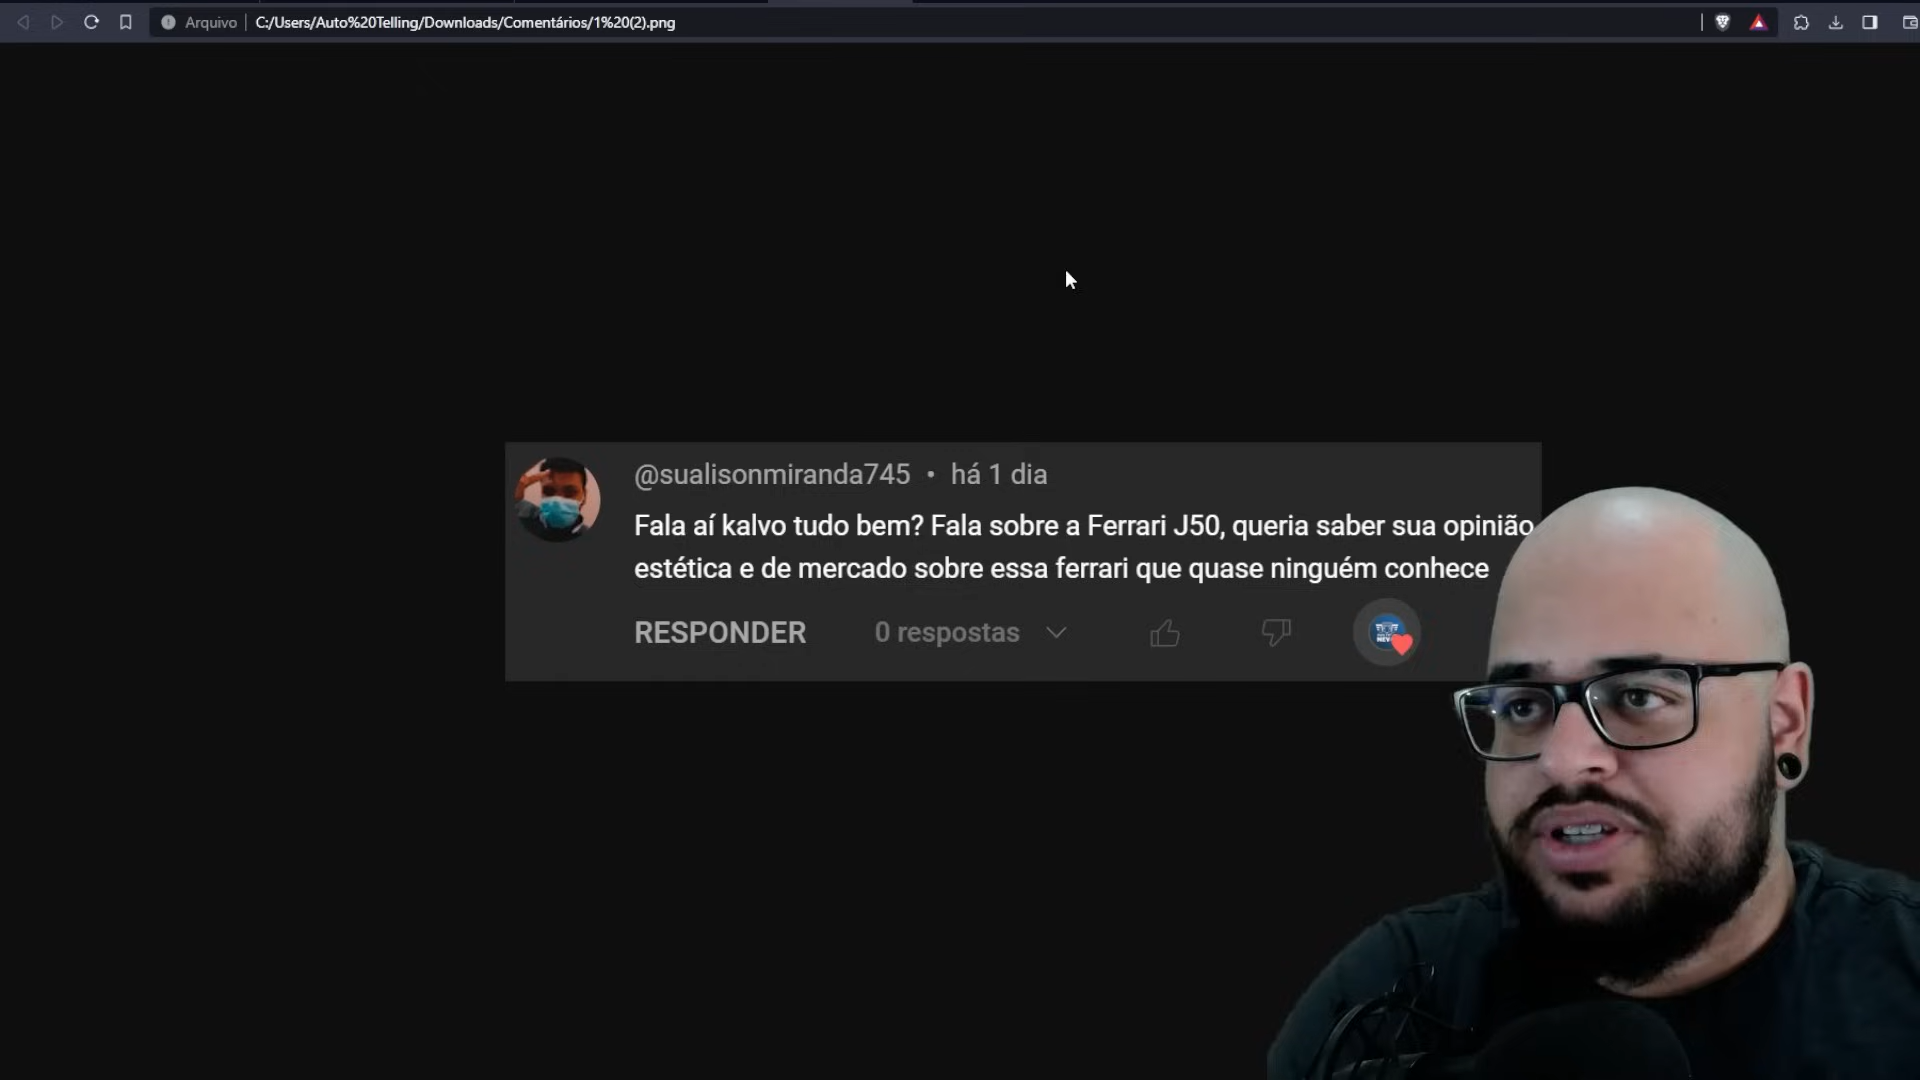 Arquivo
C:/Users/Auto%20Telling/Downloads/Comentários/1%20(2).png
@sualisonmiranda745 • há 1 dia
Fala aí kalvo tudo bem? Fala sobre a Ferrari J50, queria saber sua opinião
estética e de mercado sobre essa ferrari que quase ninguém conhece
RESPONDER
0 respostas